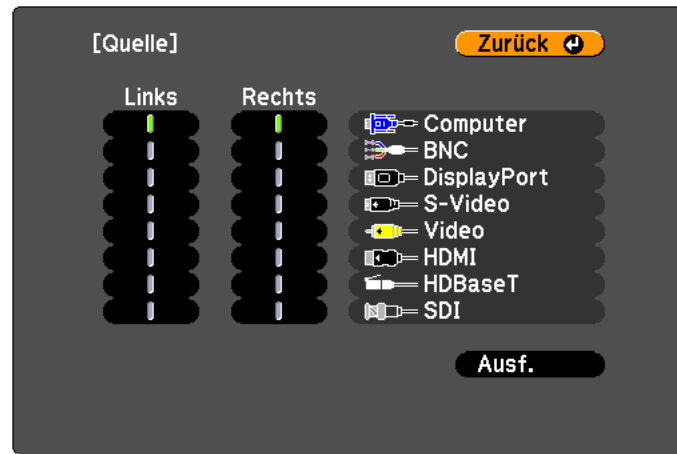 [Quelle]
Zurück
Links Rechts
Computer
BNC
DisplayPort
S-Video
Video
HDMI
HDBaseT
SDI
Ausf.